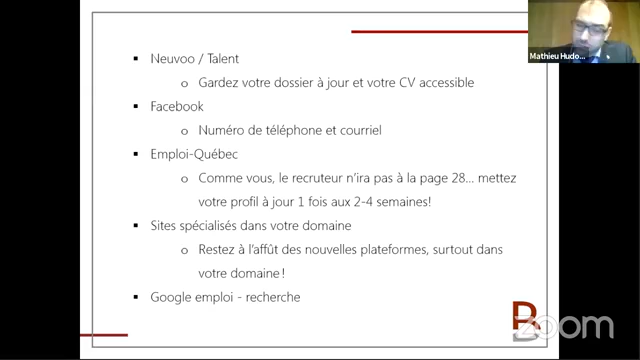 Mathieu Hudo...
▪ Neuvoo / Talent
o Gardez votre dossier à jour et votre CV accessible
▪ Facebook
o Numéro de téléphone et courriel
▪ Emploi-Québec
o Comme vous, le recruteur n'ira pas à la page 28… mettez
votre profil à jour 1 fois aux 2-4 semaines!
▪ Sites spécialisés dans votre domaine
o Restez à l'affût des nouvelles plateformes, surtout dans
votre domaine!
▪ Google emploi - recherche
R
zoom